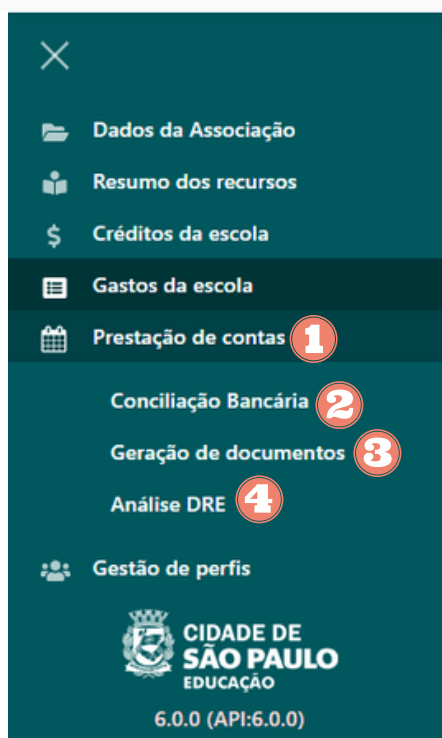 Dados da Associação
Resumo dos recursos
Créditos da escola
Gastos da escola
Prestação de contas 1
Conciliação Bancária 2
Geração de documentos 3
Análise DRE 4
Gestão de perfis
CIDADE DE
SÃO PAULO
EDUCAÇÃO
6.0.0 (API:6.0.0)